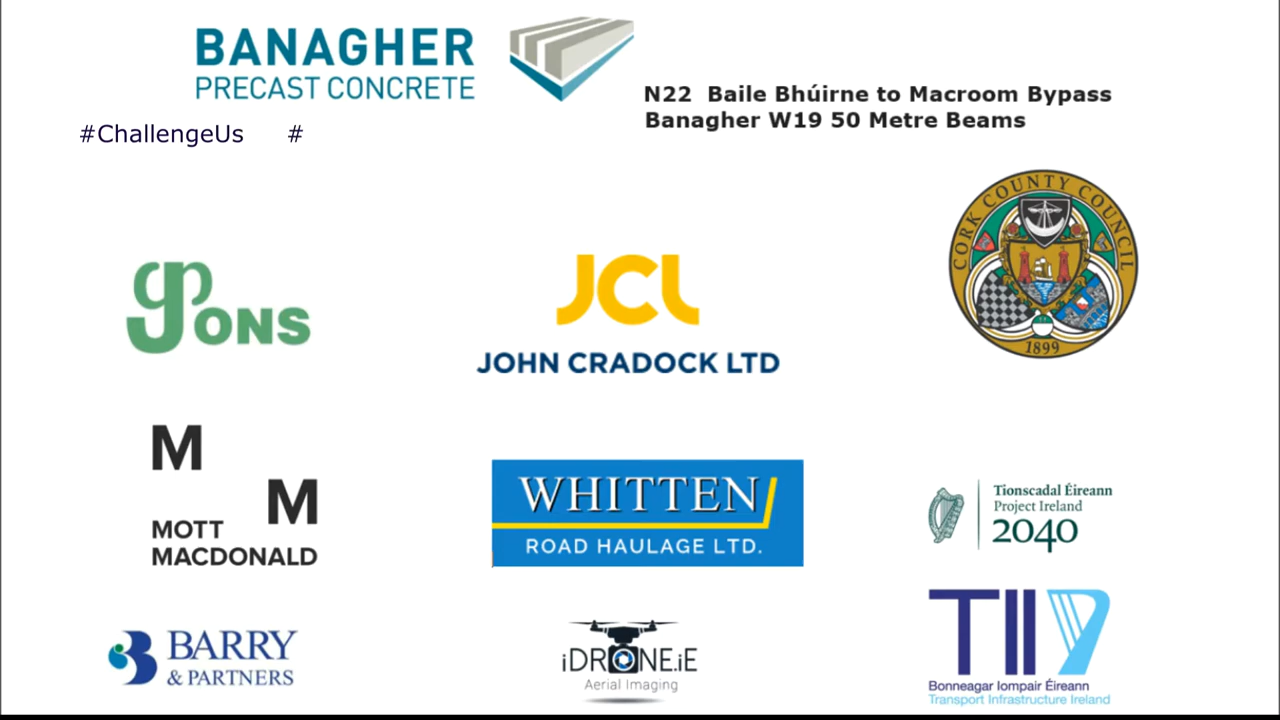 BANAGHER
PRECAST CONCRETE
N22 Baile Bhúirne to Macroom Bypass
Banagher W19 50 Metre Beams
#ChallengeUs #
CORK COUNTY COUNCIL
1899
JONS
JCL
JOHN CRADOCK LTD
M
M
MOTT
MACDONALD
WHITTEN
ROAD HAULAGE LTD.
Tionscadal Éireann
Project Ireland
2040
BARRY
& PARTNERS
iDRONE.iE
Aerial Imaging
TII
Bonneagar Iompair Éireann
Transport Infrastructure Ireland